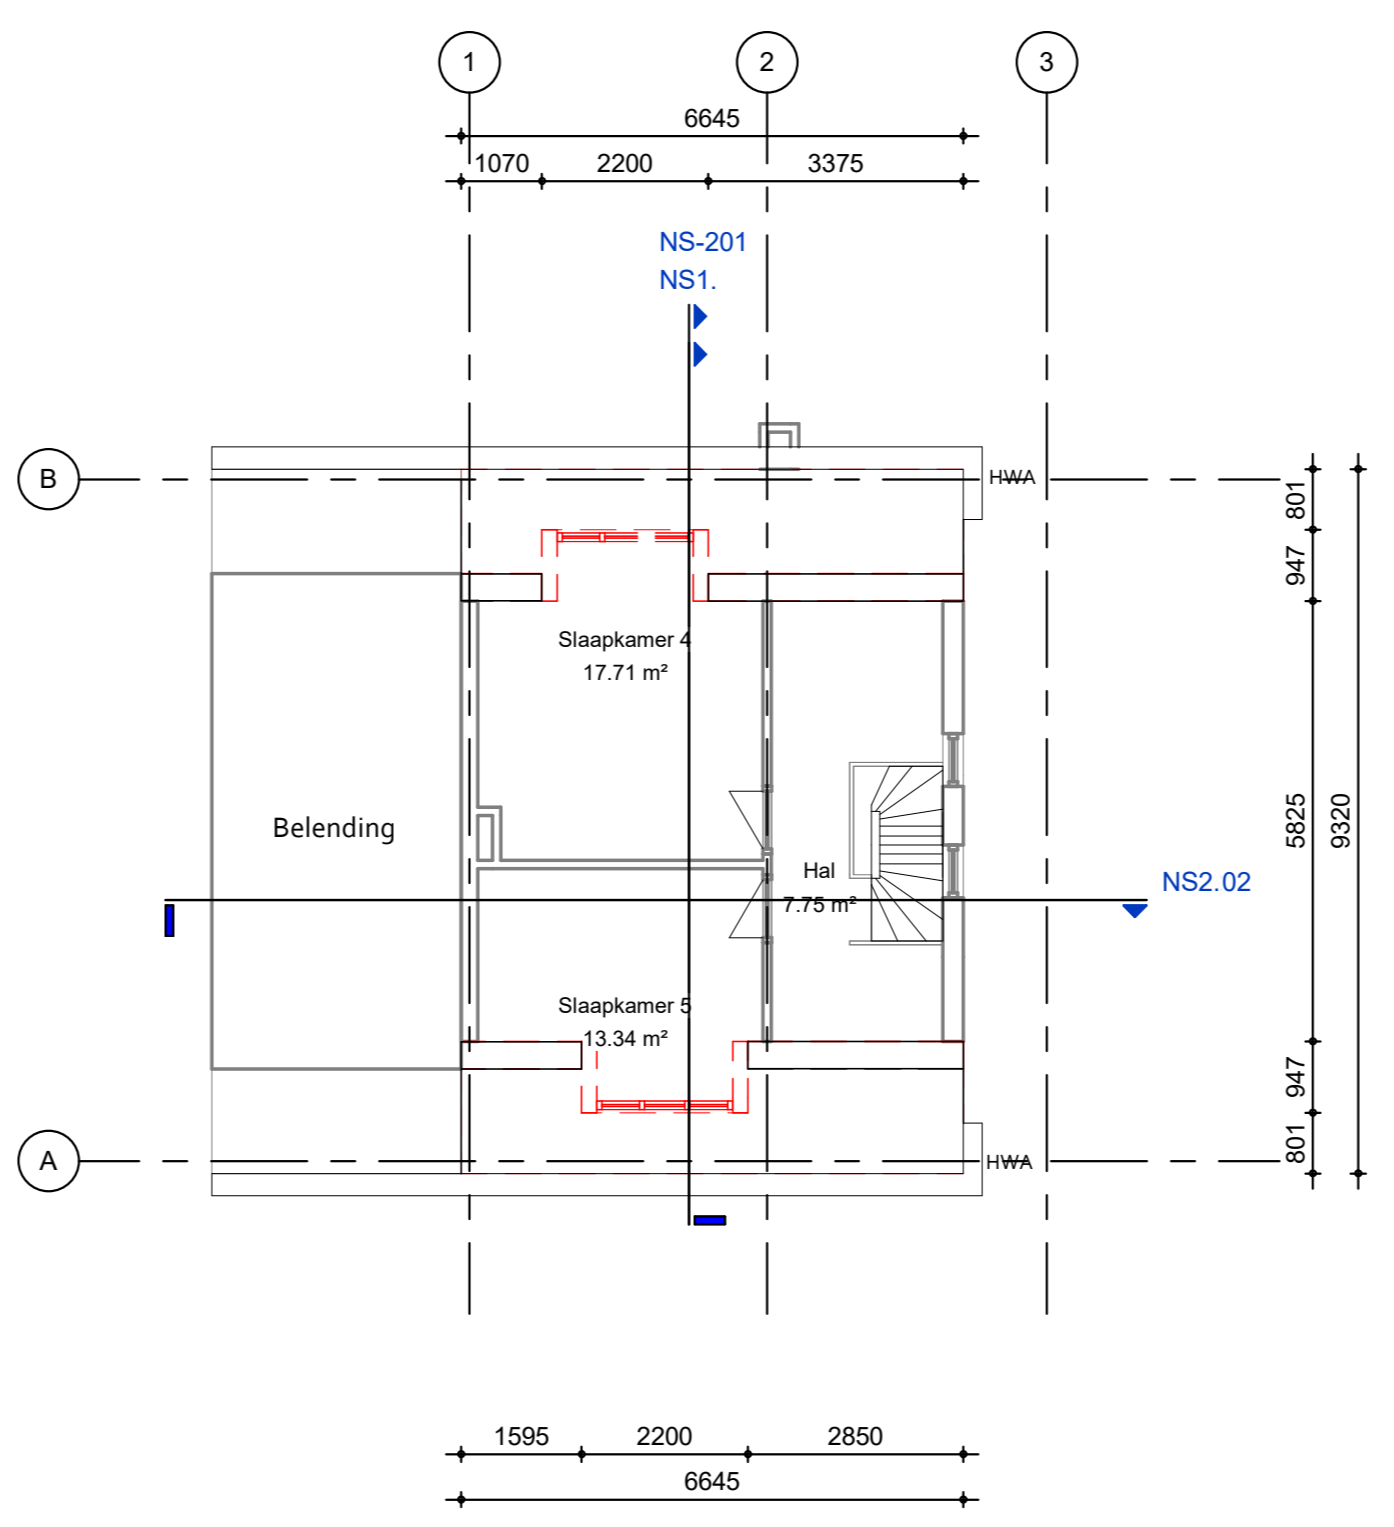 1
2
3
6645
1070
2200
3375
NS-201
NS1.
B
HWA
801
947
Slaapkamer 4
17.71 m²
Belending
5825
9320
Hal
7.75 m²
NS2.02
Slaapkamer 5
13.34 m²
947
801
A
HWA
1595
2200
2850
6645